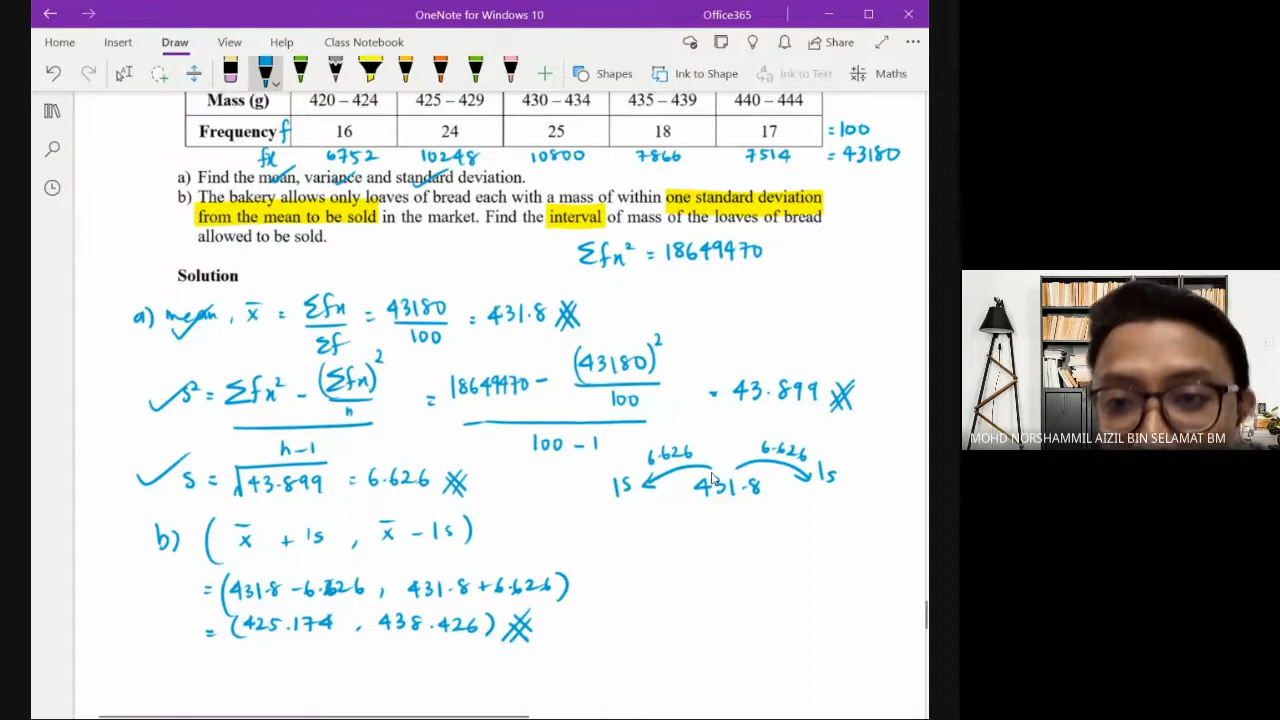 OneNote for Windows 10 Office365
Home Insert Draw View Help Class Notebook Share
Shapes Ink to Shape Ink to Text Maths
Mass (g) 420 – 424 425 – 429 430 – 434 435 – 439 440 – 444
Frequency f 16 24 25 18 17 = 100
fx 6752 10248 10800 7866 7514 = 43180
a) Find the mean, variance and standard deviation.
b) The bakery allows only loaves of bread each with a mass of within one standard deviation
from the mean to be sold in the market. Find the interval of mass of the loaves of bread
allowed to be sold.
Σfx² = 18649470
Solution
a) mean, x̄ = Σfx / Σf = 43180 / 100 = 431.8
s² = (Σfx² - (Σfx)² / n) / (n-1) = (18649470 - (43180)² / 100) / (100 - 1) = 43.899
s = √43.899 = 6.626
6.626 6.626
1s 431.8 1s
b) (x̄ + 1s , x̄ - 1s)
= (431.8 - 6.626 , 431.8 + 6.626)
= (425.174 , 438.426)
MOHD NORSHAMMIL AIZIL BIN SELAMAT BM